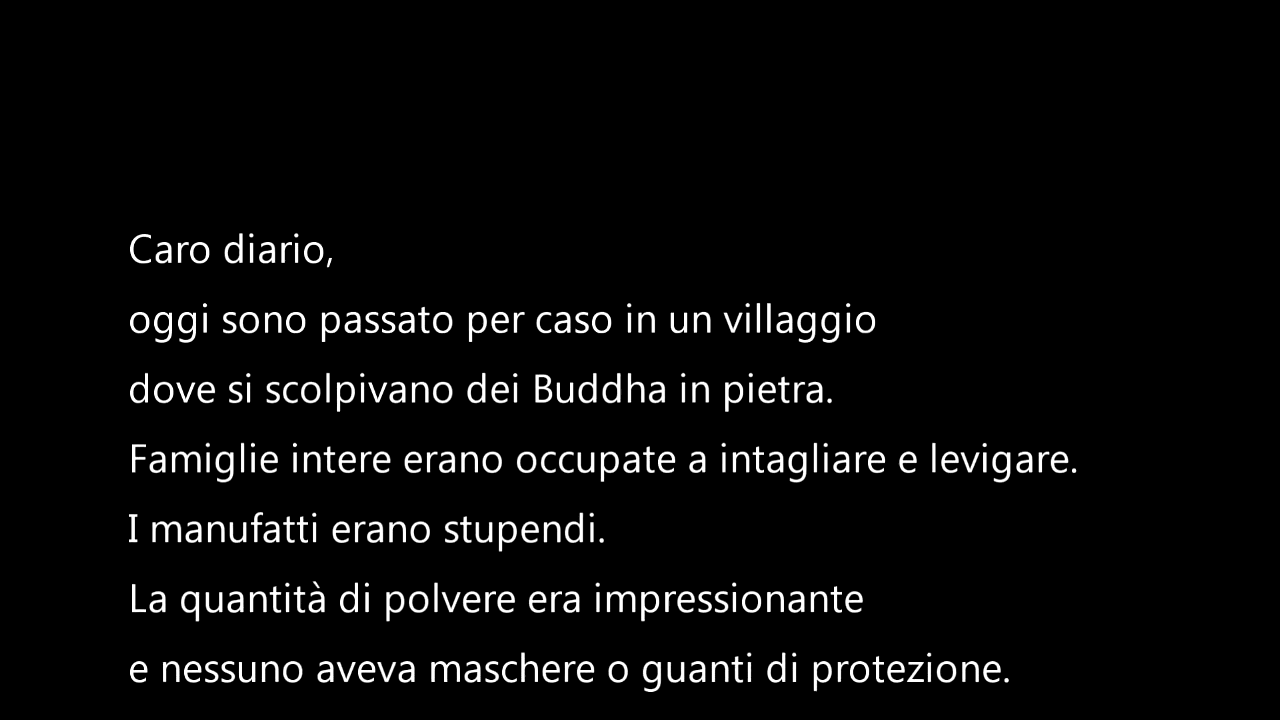 Caro diario,
oggi sono passato per caso in un villaggio
dove si scolpivano dei Buddha in pietra.
Famiglie intere erano occupate a intagliare e levigare.
I manufatti erano stupendi.
La quantità di polvere era impressionante
e nessuno aveva maschere o guanti di protezione.